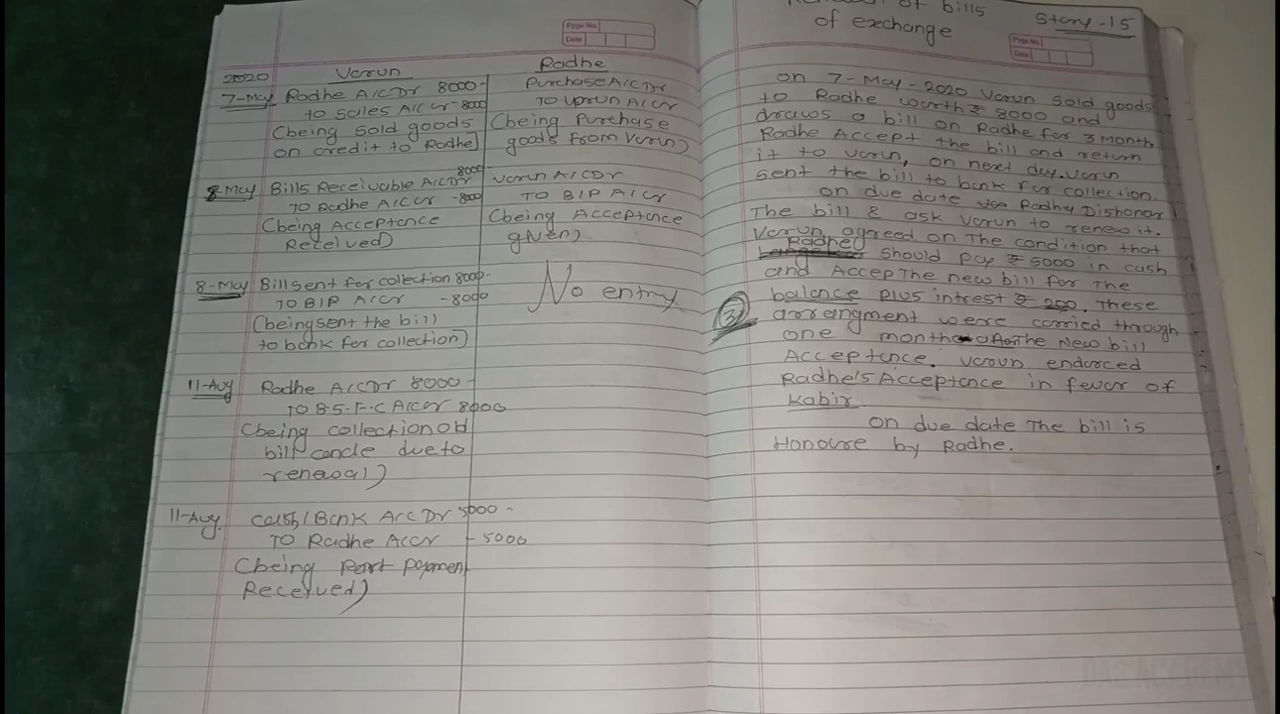 Page No.
Date
2020 Varun Radhe
7-May Radhe A/C Dr 8000-
to sales A/C Cr -8000
(being sold goods
on credit to Radhe)
Purchase A/C Dr
To Varun A/C Cr
(being Purchase
goods from Varun)
8 May Bills Receivable A/C Dr 8000
TO Radhe A/C Cr -8000
(being Acceptance
Received)
Varun A/C Dr
TO B/P A/C Cr
(being Acceptance
given)
8-May Bill sent for collection 8000-
TO B/P A/C Cr -8000
(being sent the bill
to bank for collection)
No entry
11-Aug Radhe A/C Dr 8000-
TO B.S.F.C A/C Cr 8000
(being collection ob
bill cancle due to
renewal)
11-Aug. Cash/Bank A/C Dr 5000-
TO Radhe A/C Cr -5000
(being Part payment
Received)
of bills
of exchange
Story-15
Page No.
Date
on 7-May-2020 Varun sold goods
to Radhe worth ₹ 8000 and
draws a bill on Radhe for 3 month
Radhe Accept the bill and return
it to varun, on next day. Varun
sent the bill to bank for collection.
on due date Radhy Dishonor
The bill & ask Varun to renew it.
Varun agreed on the condition that
Radhe should pay ₹ 5000 in cash
and Accep The new bill for the
balance plus intrest ₹ 200. These
3 arrangment were carried through
one month The New bill
Acceptance. Varun endorsed
Radhe's Acceptance in fever of
Kabir
on due date The bill is
Honoure by Radhe.